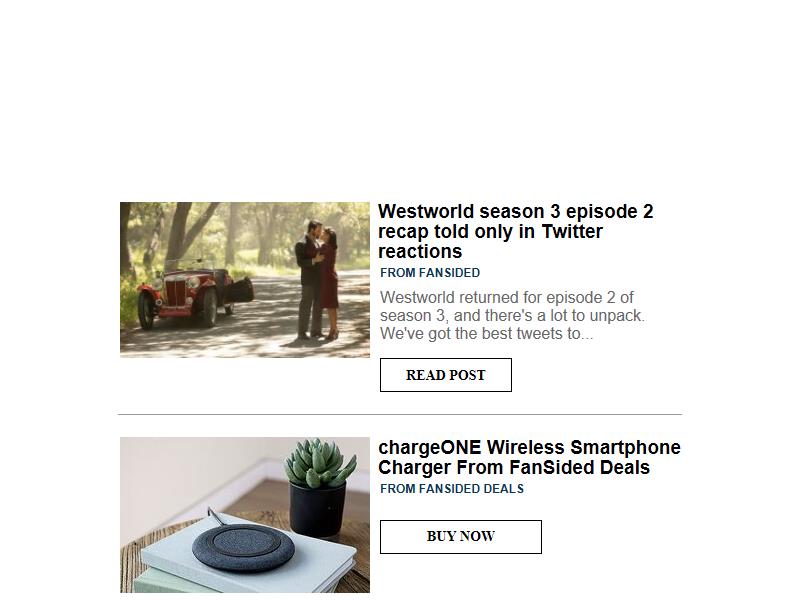 Westworld season 3 episode 2
recap told only in Twitter
reactions
FROM FANSIDED
Westworld returned for episode 2 of
season 3, and there's a lot to unpack.
We've got the best tweets to...
READ POST
chargeONE Wireless Smartphone
Charger From FanSided Deals
FROM FANSIDED DEALS
BUY NOW